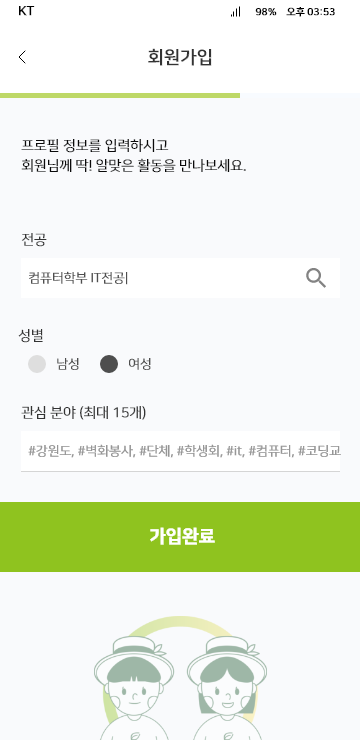 KT 98% 오후 03:53
회원가입
프로필 정보를 입력하시고
회원님께 딱! 알맞은 활동을 만나보세요.
전공
컴퓨터학부 IT전공
성별
남성 여성
관심 분야 (최대 15개)
#강원도, #벽화봉사, #단체, #학생회, #it, #컴퓨터, #코딩교
가입완료